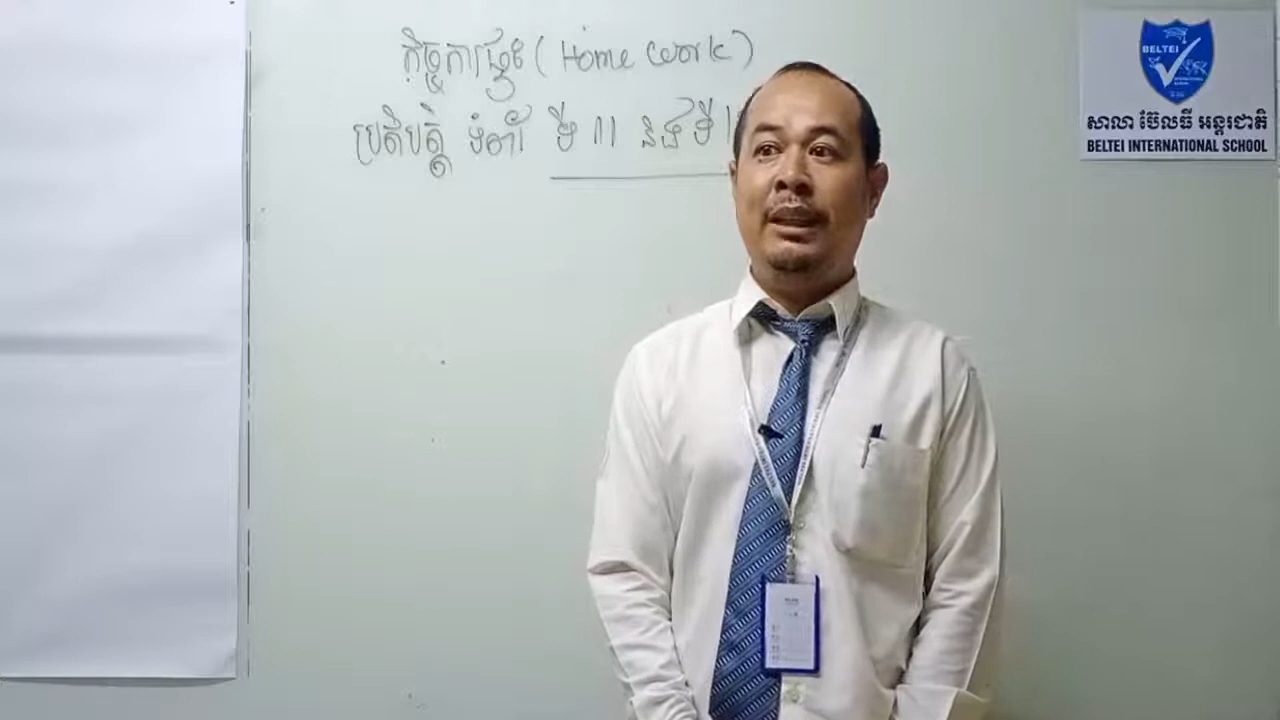 កិច្ចការផ្ទះ ( Home work )
ប្រតិបត្តិ ទំព័រ ទី 11 និង ទី
BELTEI
INTERNATIONAL
SCHOOL
សាលា ប៊ែលធី អន្តរជាតិ
BELTEI INTERNATIONAL SCHOOL